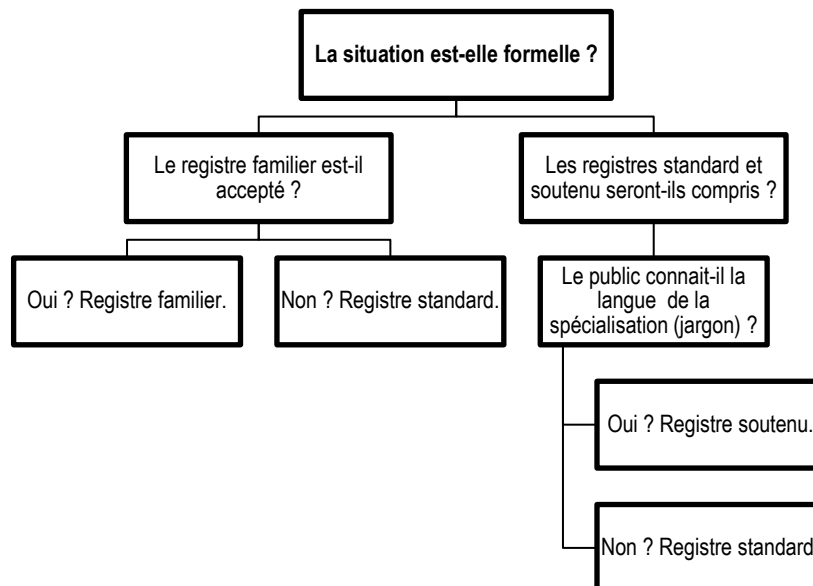 La situation est-elle formelle ?
Le registre familier est-il
accepté ?
Les registres standard et
soutenu seront-ils compris ?
Oui ? Registre familier.
Non ? Registre standard.
Le public connait-il la
langue de la
spécialisation (jargon) ?
Oui ? Registre soutenu.
Non ? Registre standard